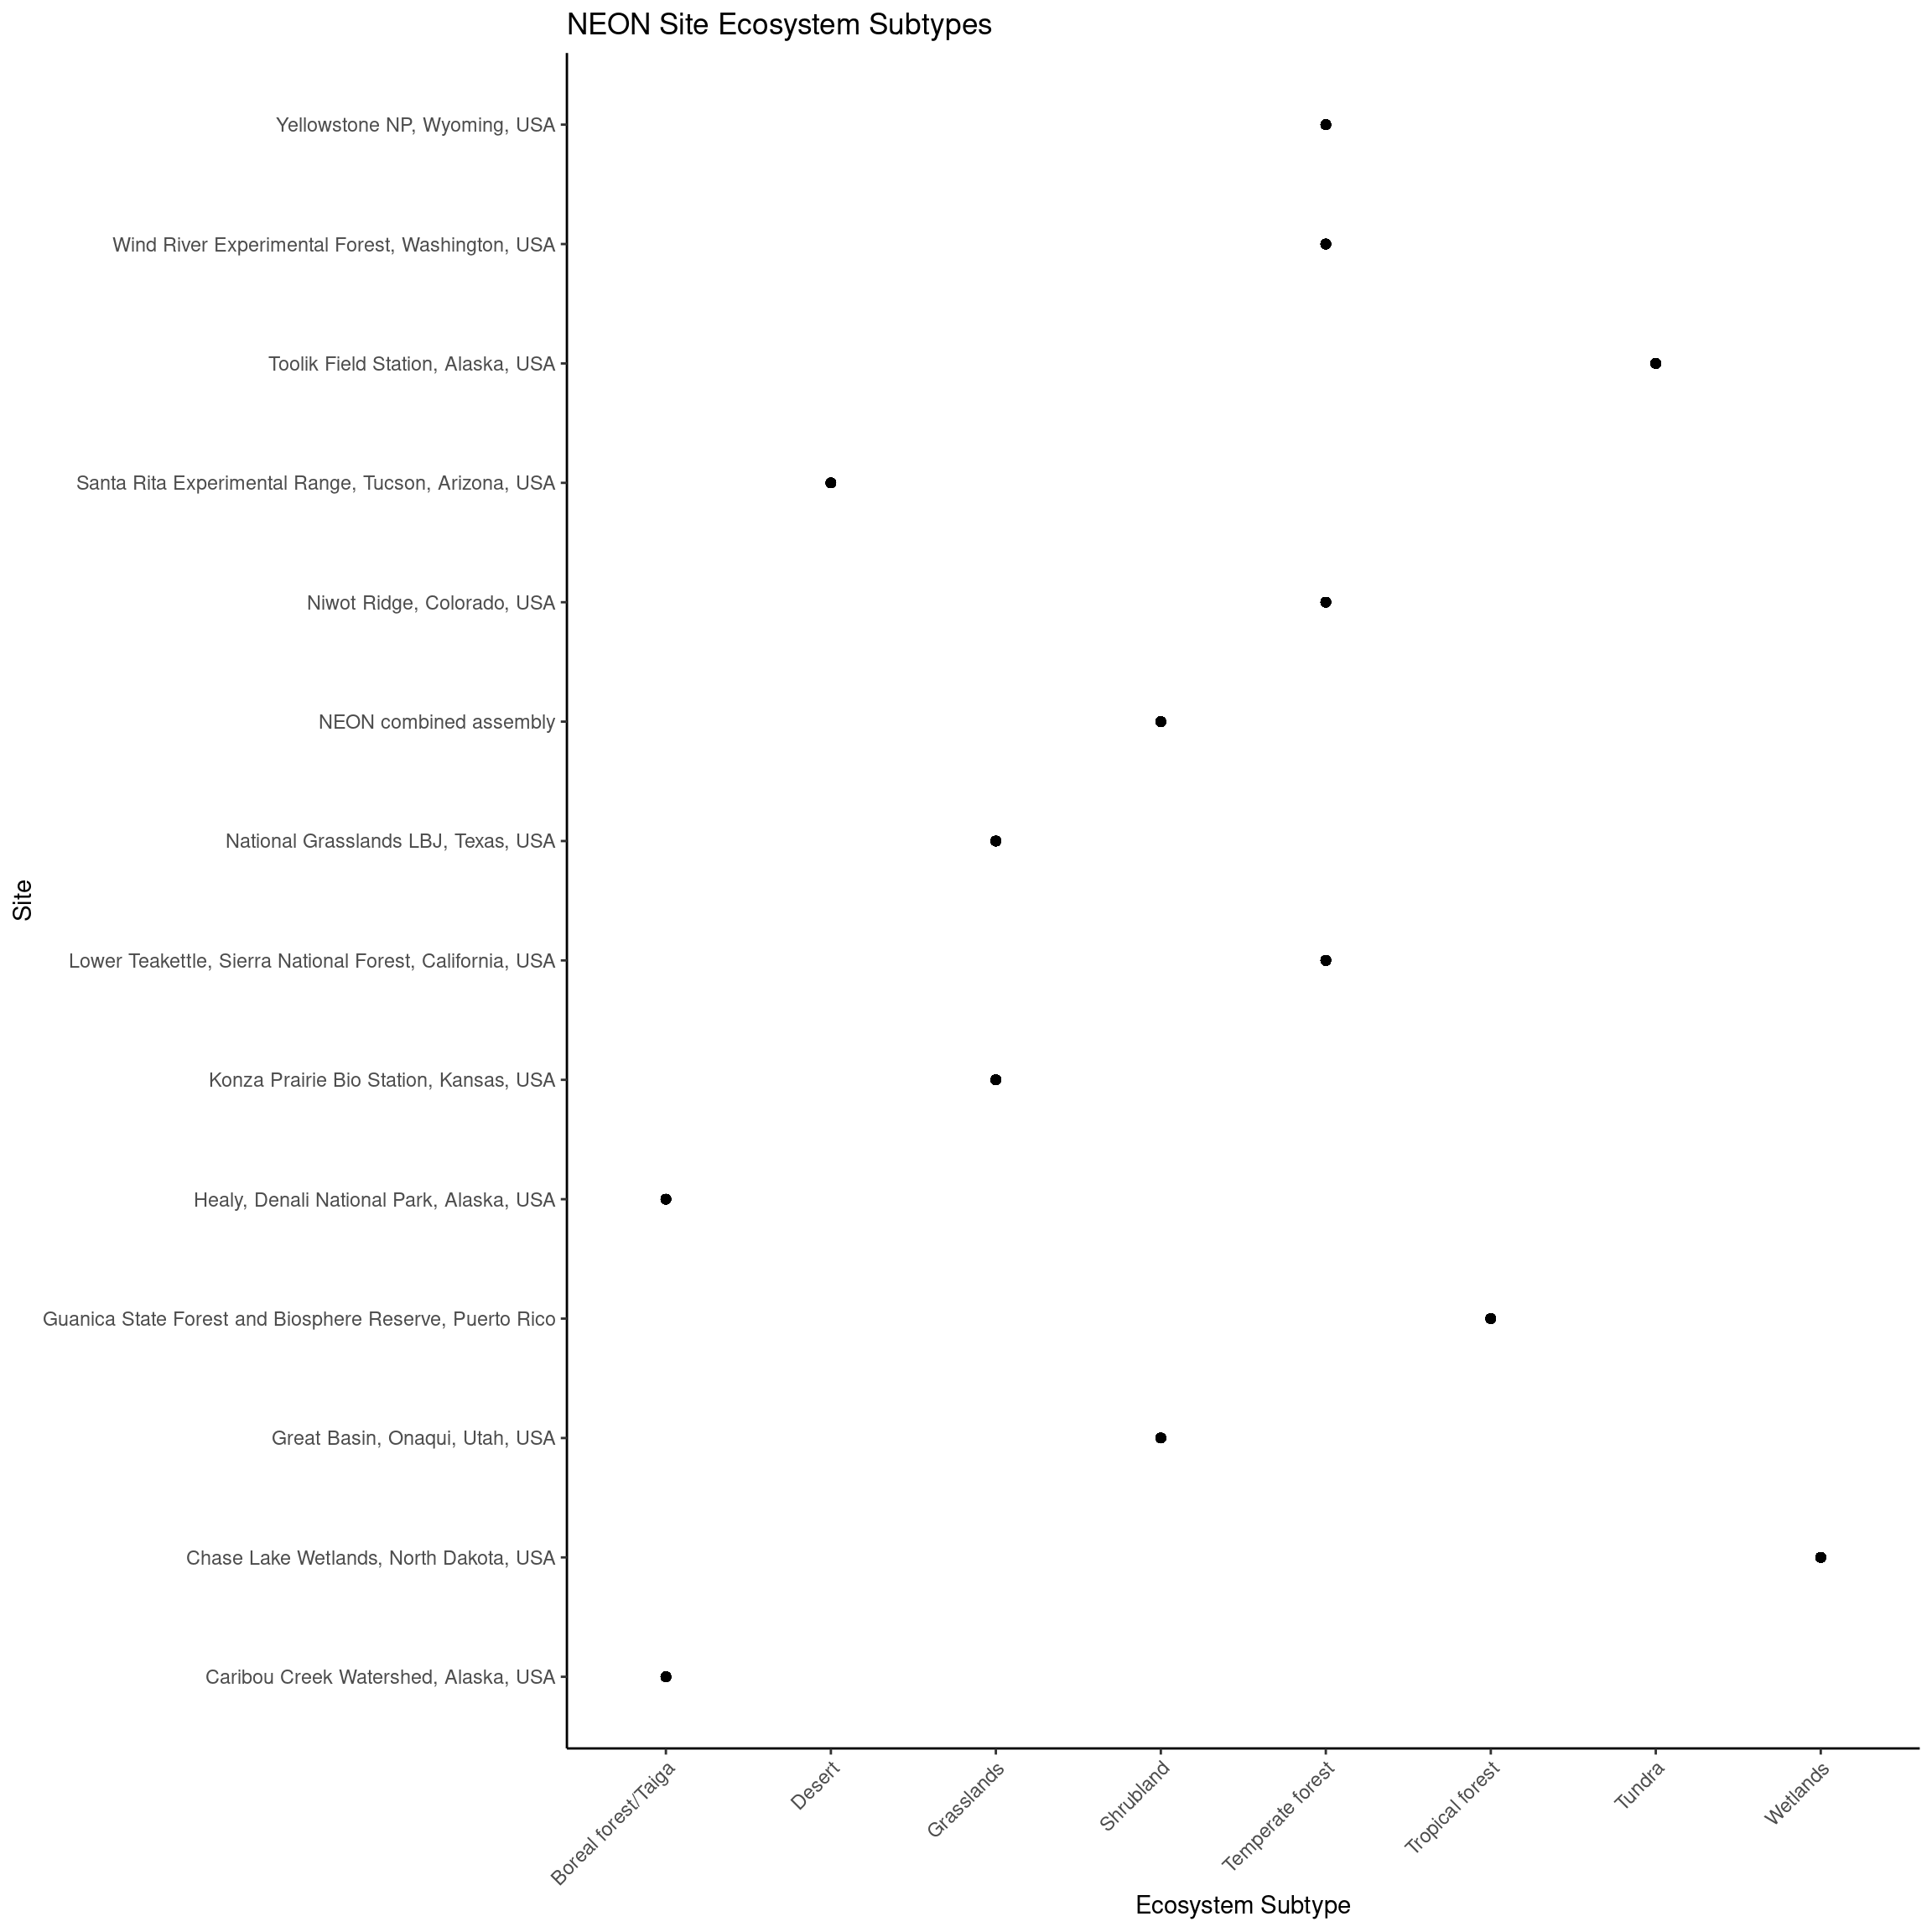 NEON Site Ecosystem Subtypes
Yellowstone NP, Wyoming, USA
Wind River Experimental Forest, Washington, USA
Toolik Field Station, Alaska, USA
Santa Rita Experimental Range, Tucson, Arizona, USA
Niwot Ridge, Colorado, USA
NEON combined assembly
National Grasslands LBJ, Texas, USA
Site
Lower Teakettle, Sierra National Forest, California, USA
Konza Prairie Bio Station, Kansas, USA
Healy, Denali National Park, Alaska, USA
Guanica State Forest and Biosphere Reserve, Puerto Rico
Great Basin, Onaqui, Utah, USA
Chase Lake Wetlands, North Dakota, USA
Caribou Creek Watershed, Alaska, USA
Boreal forest/Taiga
Desert
Grasslands
Shrubland
Temperate forest
Tropical forest
Tundra
Wetlands
Ecosystem Subtype